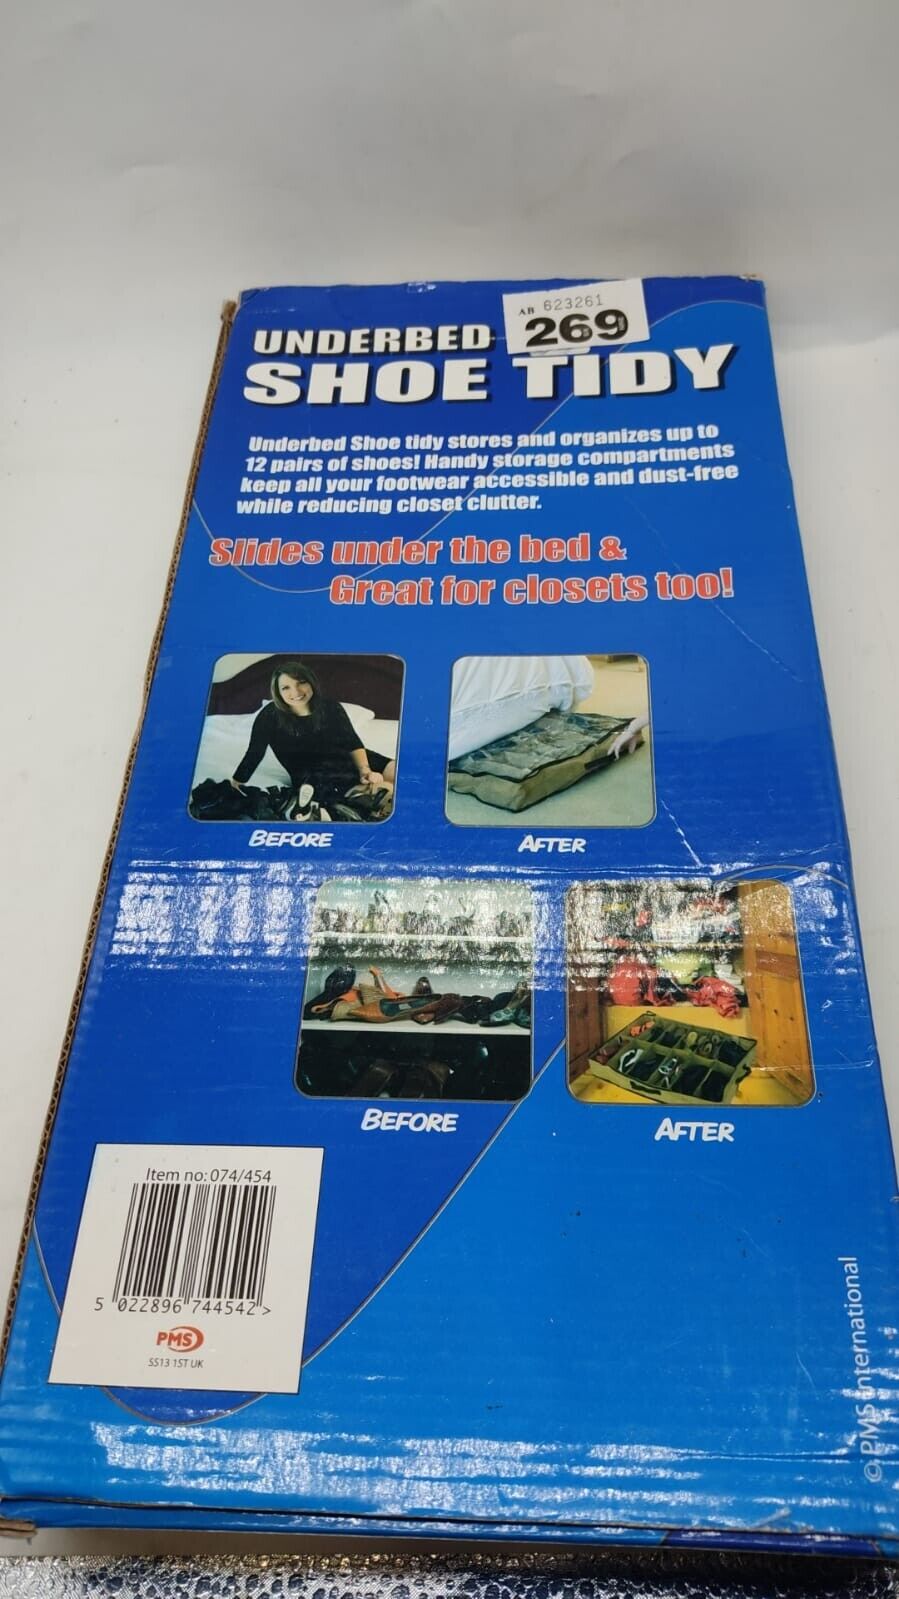 AB 623261
269
UNDERBED
SHOE TIDY
Underbed Shoe tidy stores and organizes up to
12 pairs of shoes! Handy storage compartments
keep all your footwear accessible and dust-free
while reducing closet clutter.
Slides under the bed &
Great for closets too!
BEFORE
AFTER
BEFORE
AFTER
Item no: 074/454
5 022896 744542 >
PMS
SS13 1ST UK
© PMS International